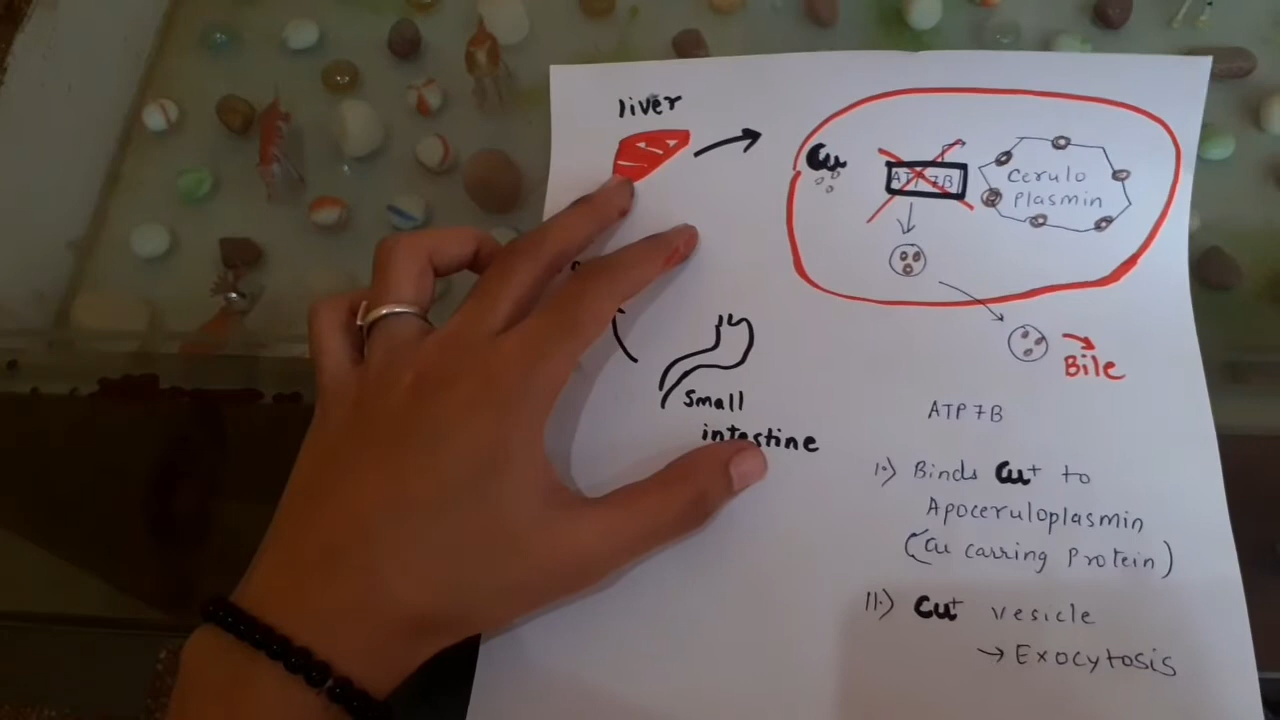 liver
Cu
ATP7B
Cerulo
Plasmin
Bile
Small
intestine
ATP7B
1.) Binds Cu+ to
Apoceruloplasmin
(Cu carring Protein)
11.) Cu+ vesicle
→ Exocytosis